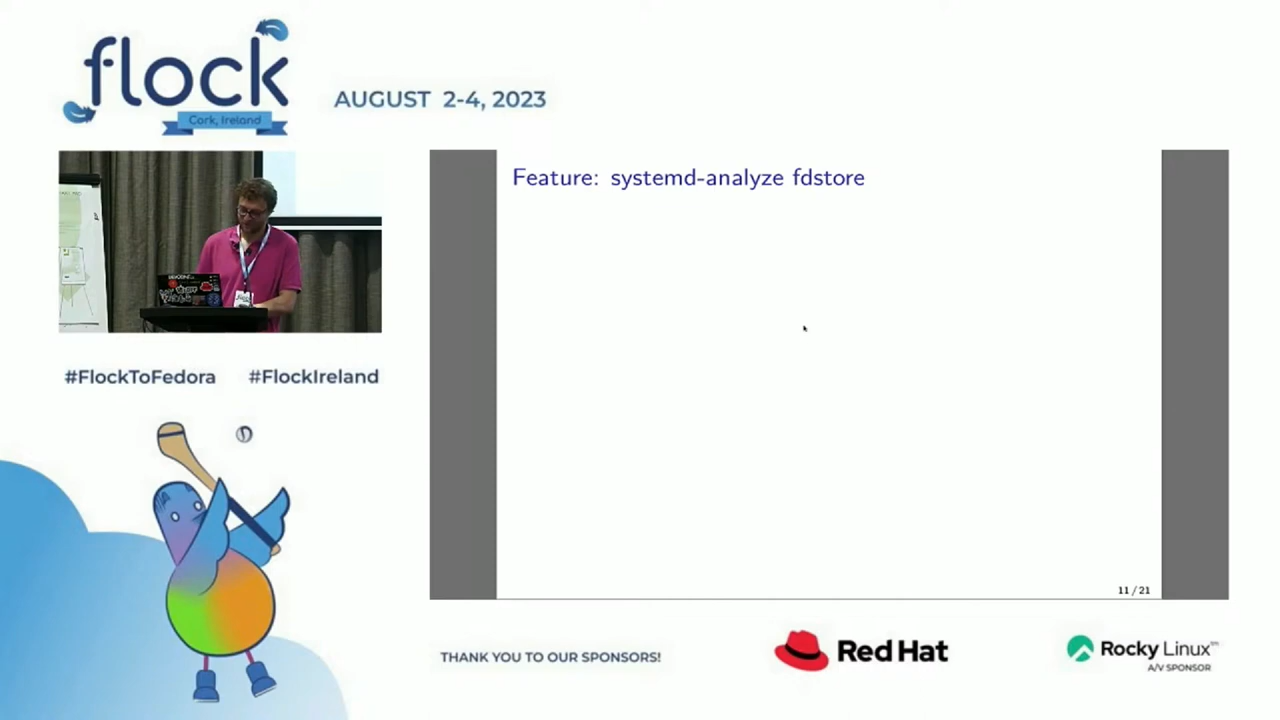 flock
Cork, Ireland
AUGUST 2-4, 2023
Feature: systemd-analyze fdstore
#FlockToFedora #FlockIreland
11 / 21
THANK YOU TO OUR SPONSORS!
Red Hat
Rocky Linux™
A/V SPONSOR